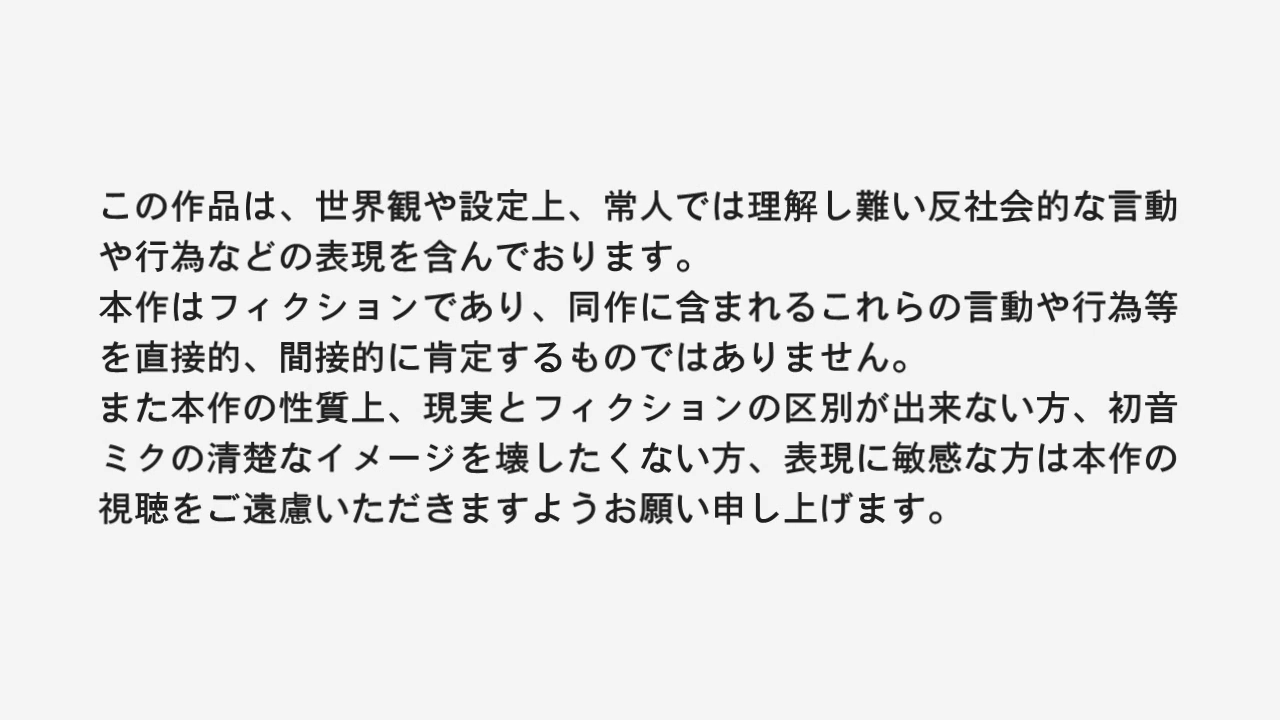 この作品は、世界観や設定上、常人では理解し難い反社会的な言動
や行為などの表現を含んでおります。
本作はフィクションであり、同作に含まれるこれらの言動や行為等
を直接的、間接的に肯定するものではありません。
また本作の性質上、現実とフィクションの区別が出来ない方、初音
ミクの清楚なイメージを壊したくない方、表現に敏感な方は本作の
視聴をご遠慮いただきますようお願い申し上げます。